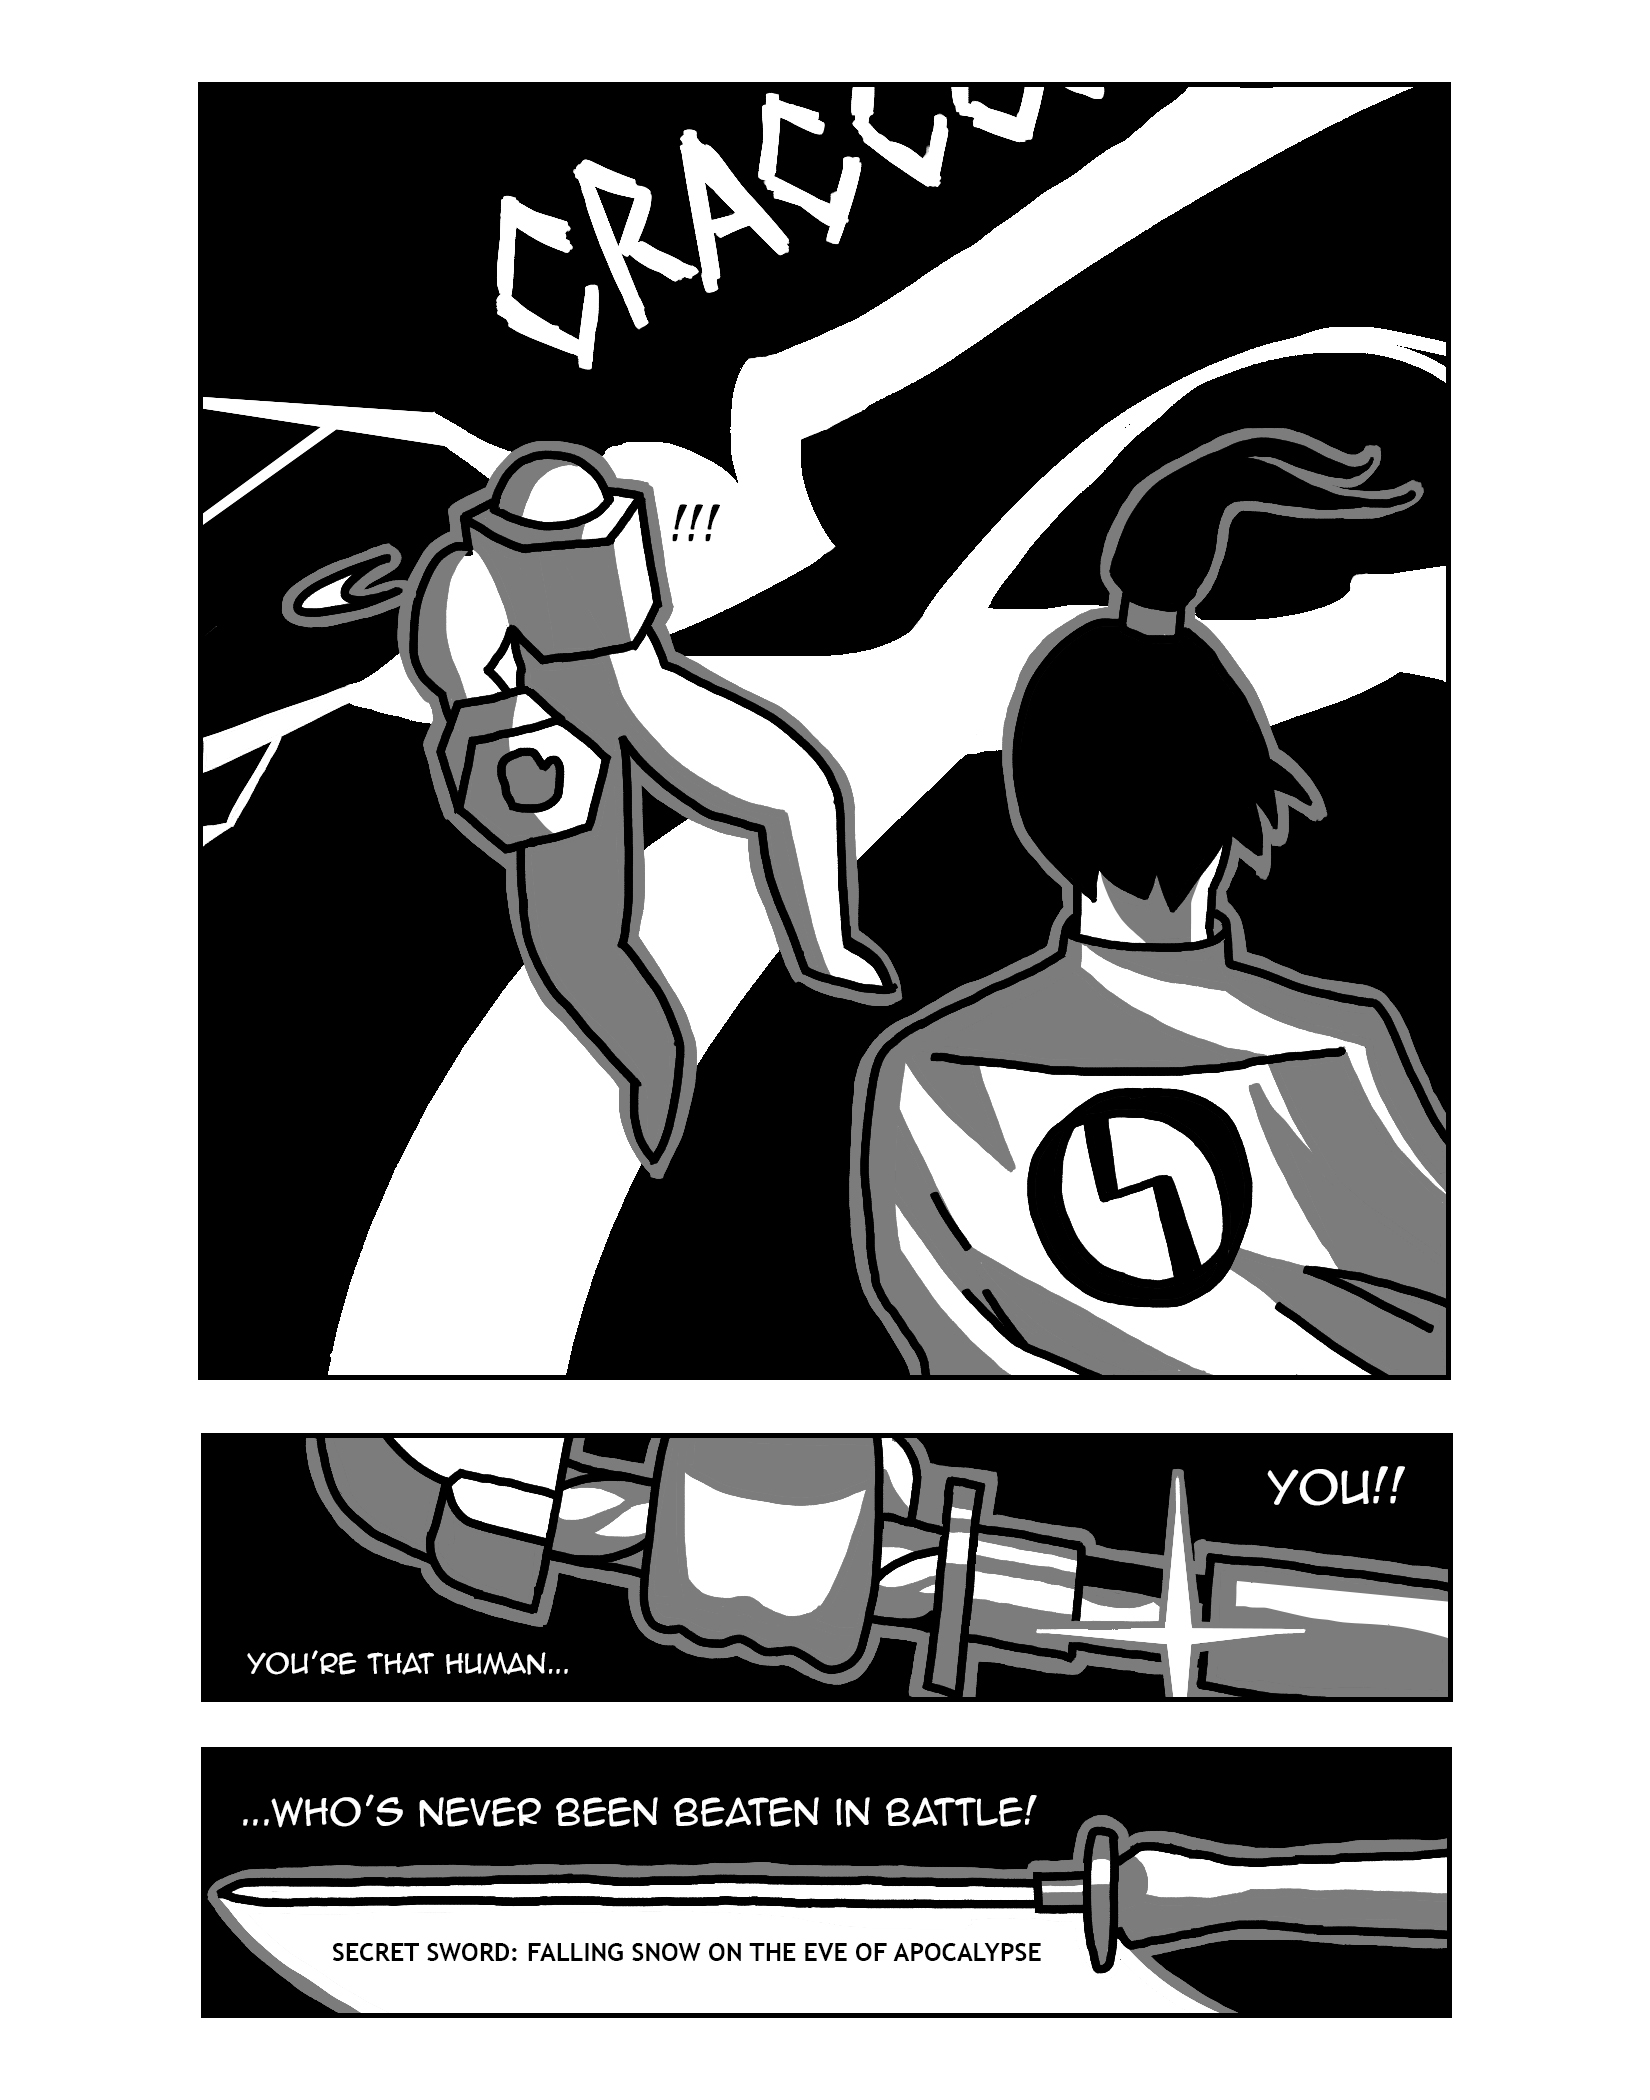 CRACC
!!!
YOU!!
YOU'RE THAT HUMAN...
...WHO'S NEVER BEEN BEATEN IN BATTLE!
SECRET SWORD: FALLING SNOW ON THE EVE OF APOCALYPSE